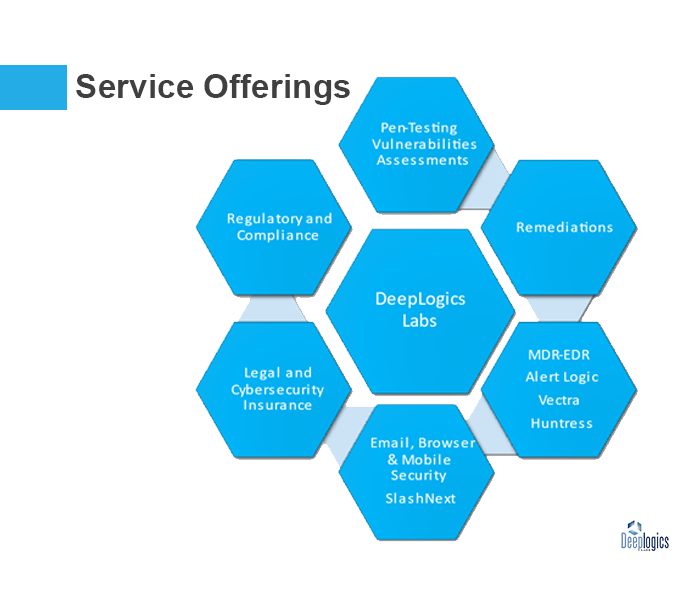 Service Offerings
Pen-Testing
Vulnerabilities
Assessments
Regulatory and
Compliance
Remediations
DeepLogics
Labs
Legal and
Cybersecurity
Insurance
MDR-EDR
Alert Logic
Vectra
Huntress
Email, Browser
& Mobile
Security
SlashNext
Deeplogics